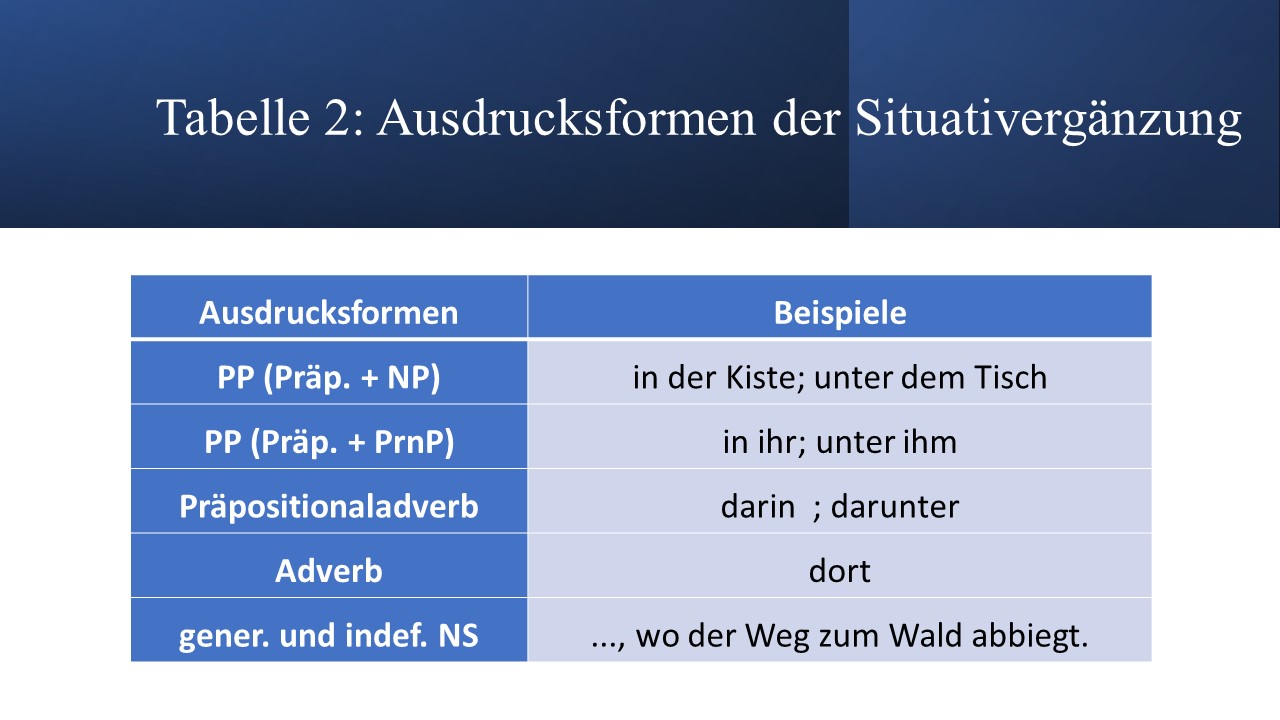 Tabelle 2: Ausdrucksformen der Situativergänzung
Ausdrucksformen Beispiele
PP (Präp. + NP) in der Kiste; unter dem Tisch
PP (Präp. + PrnP) in ihr; unter ihm
Präpositionaladverb darin ; darunter
Adverb dort
gener. und indef. NS ..., wo der Weg zum Wald abbiegt.